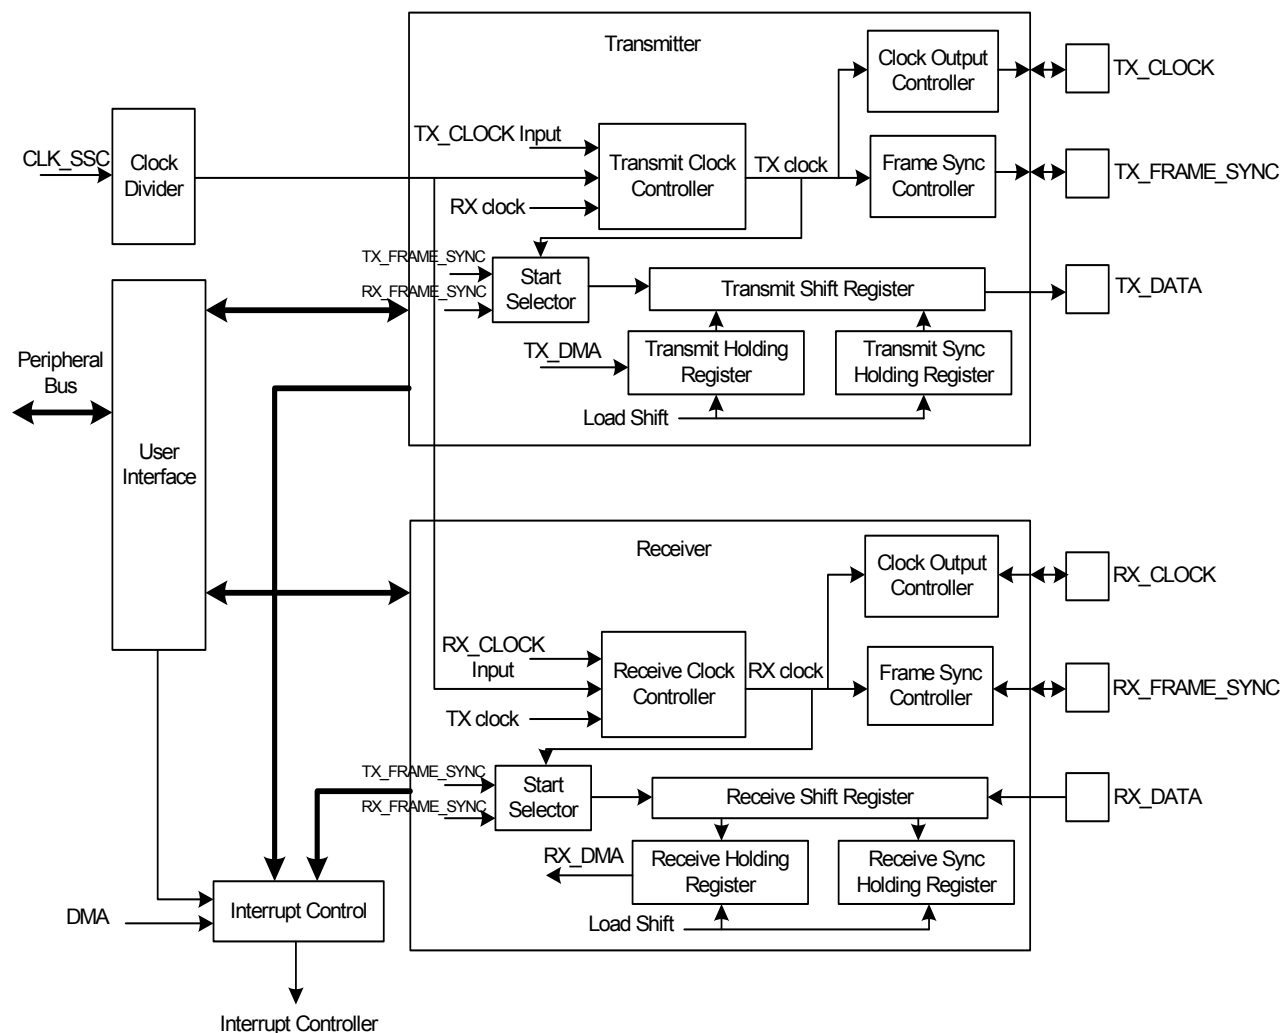 Transmitter
Clock Output
Controller
TX_CLOCK
CLK_SSC
Clock
Divider
TX_CLOCK Input
Transmit Clock
Controller
TX clock
RX clock
Frame Sync
Controller
TX_FRAME_SYNC
TX_FRAME_SYNC
RX_FRAME_SYNC
Start
Selector
Transmit Shift Register
TX_DATA
TX_DMA
Transmit Holding
Register
Transmit Sync
Holding Register
Load Shift
Peripheral
Bus
User
Interface
Receiver
Clock Output
Controller
RX_CLOCK
RX_CLOCK
Input
Receive Clock
Controller
RX clock
TX clock
Frame Sync
Controller
RX_FRAME_SYNC
TX_FRAME_SYNC
RX_FRAME_SYNC
Start
Selector
Receive Shift Register
RX_DATA
RX_DMA
Receive Holding
Register
Receive Sync
Holding Register
Load Shift
DMA
Interrupt Control
Interrupt Controller